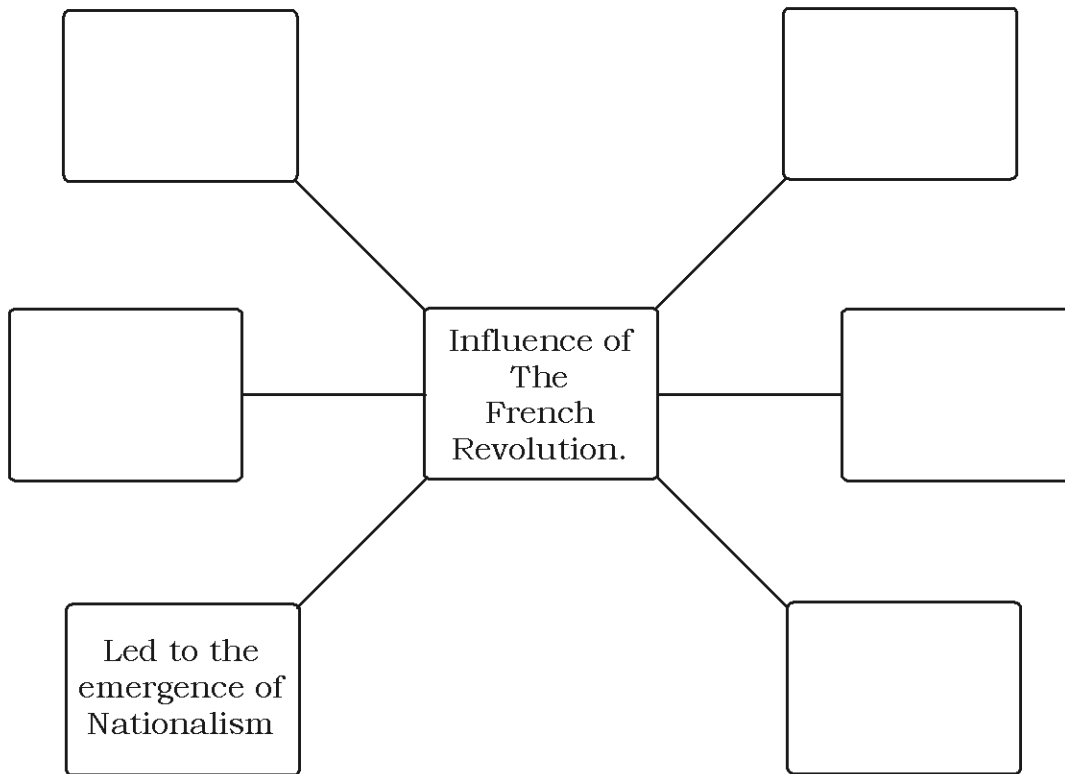 Influence of
The
French
Revolution.
Led to the
emergence of
Nationalism